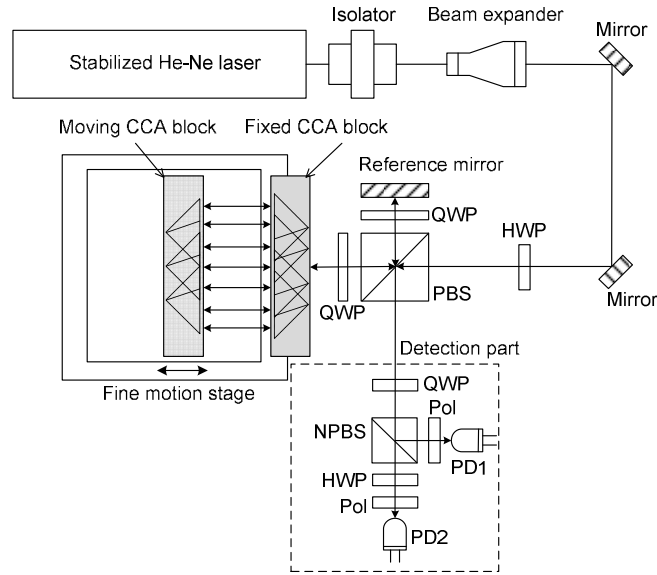 Isolator
Beam expander
Mirror
Stabilized He-Ne laser
Moving CCA block
Fixed CCA block
Reference mirror
QWP
HWP
PBS
QWP
Mirror
Fine motion stage
Detection part
QWP
Pol
NPBS
PD1
HWP
Pol
PD2